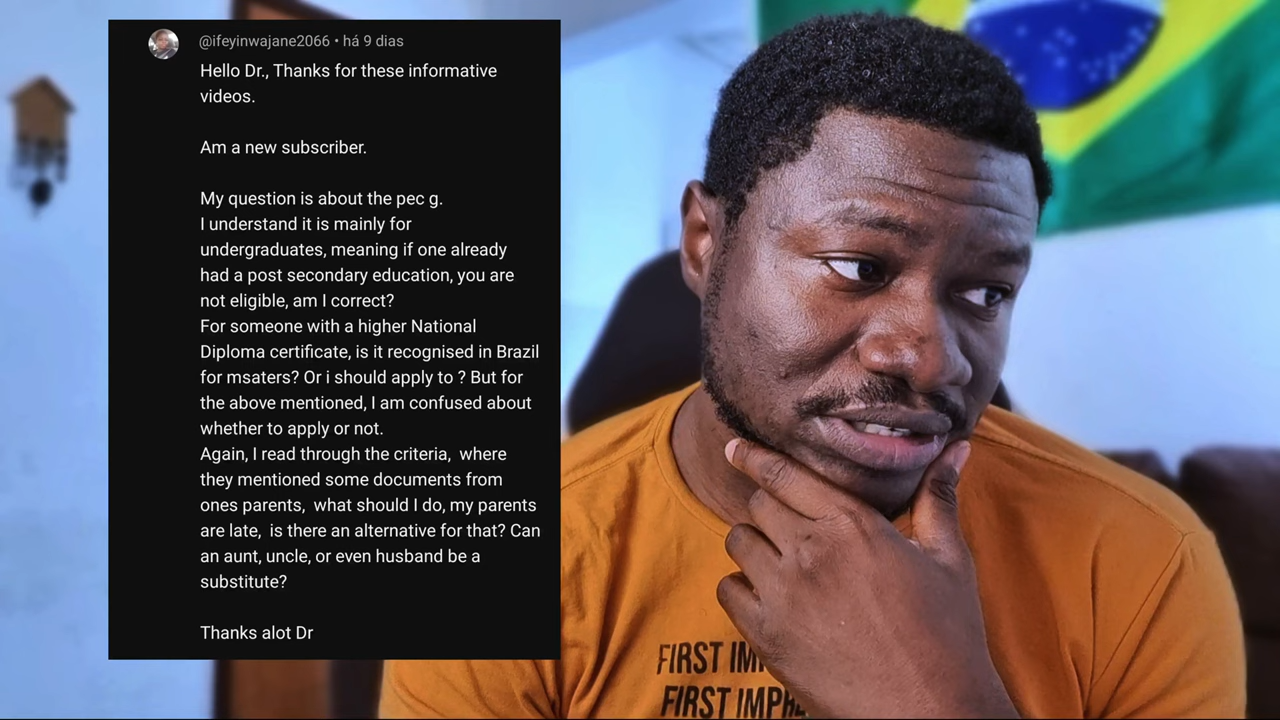 @ifeyinwajane2066 • há 9 dias
Hello Dr., Thanks for these informative
videos.
Am a new subscriber.
My question is about the pec g.
I understand it is mainly for
undergraduates, meaning if one already
had a post secondary education, you are
not eligible, am I correct?
For someone with a higher National
Diploma certificate, is it recognised in Brazil
for msaters? Or i should apply to ? But for
the above mentioned, I am confused about
whether to apply or not.
Again, I read through the criteria, where
they mentioned some documents from
ones parents, what should I do, my parents
are late, is there an alternative for that? Can
an aunt, uncle, or even husband be a
substitute?
Thanks alot Dr
FIRST
FIRST